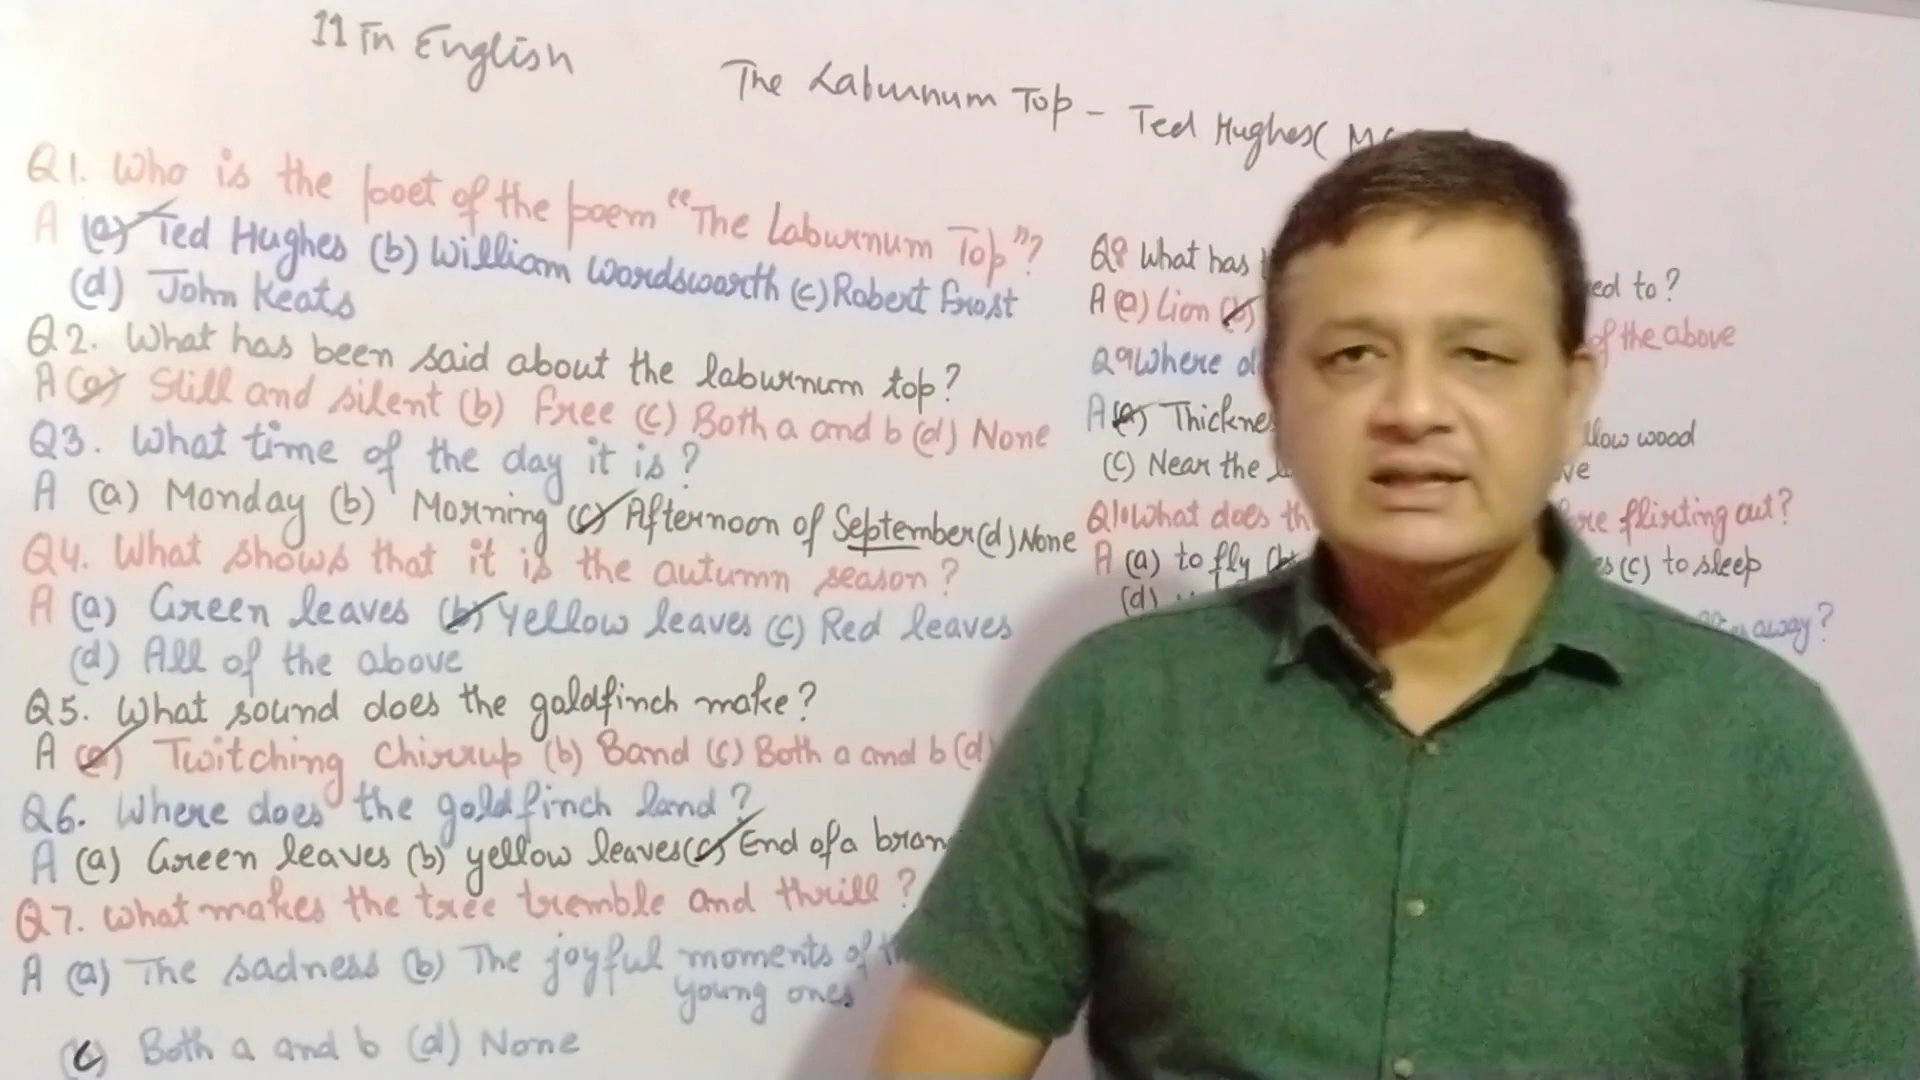 11 In English
The Laburnum Top - Ted Hughes(
Q1. Who is the poet of the poem "The Laburnum Top"?
A (a) Ted Hughes (b) William Wordsworth (c) Robert Frost
(d) John Keats
Q2. What has been said about the laburnum top?
A (a) Still and silent (b) Free (c) Both a and b (d) None
Q3. What time of the day it is?
A (a) Monday (b) Morning (c) Afternoon of September (d) None
Q4. What shows that it is the autumn season?
A (a) Green leaves (b) Yellow leaves (c) Red leaves
(d) All of the above
Q5. What sound does the goldfinch make?
A (a) Twitching Chirrup (b) Band (c) Both a and b (d)
Q6. Where does the goldfinch land?
A (a) Green leaves (b) yellow leaves (c) End of a
Q7. What makes the tree tremble and thrill?
A (a) The sadness (b) The joyful moments of
young ones
(c) Both a and b (d) None
Q8 What has ed to?
A (a) Lion (b) of the above
Q9 Where
A (a) wood
(c) Near the
Q10 What does flirting out?
A (a) to fly (c) to sleep
(d)
away?